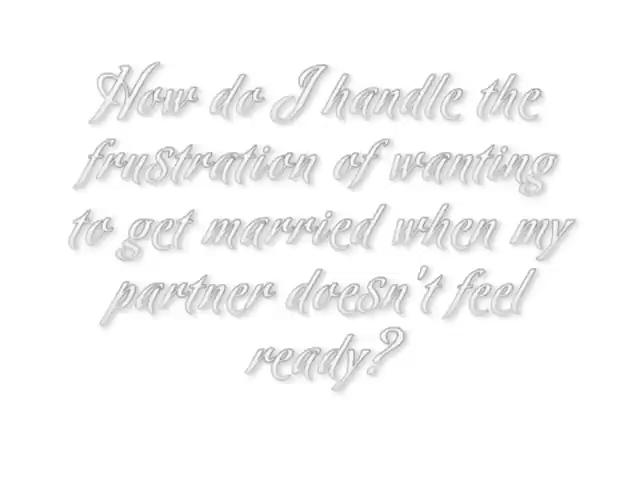 How do I handle the
frustration of wanting
to get married when my
partner doesn't feel
ready?